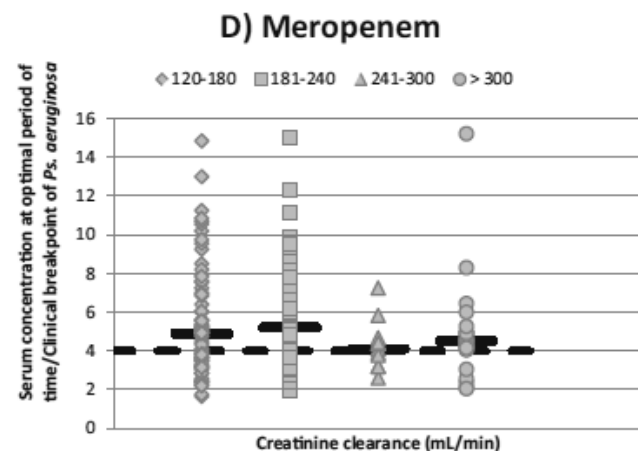 D) Meropenem
120-180 181-240 241-300 > 300
Serum concentration at optimal period of
time/Clinical breakpoint of Ps. aeruginosa
16
14
12
10
8
6
4
2
0
Creatinine clearance (mL/min)